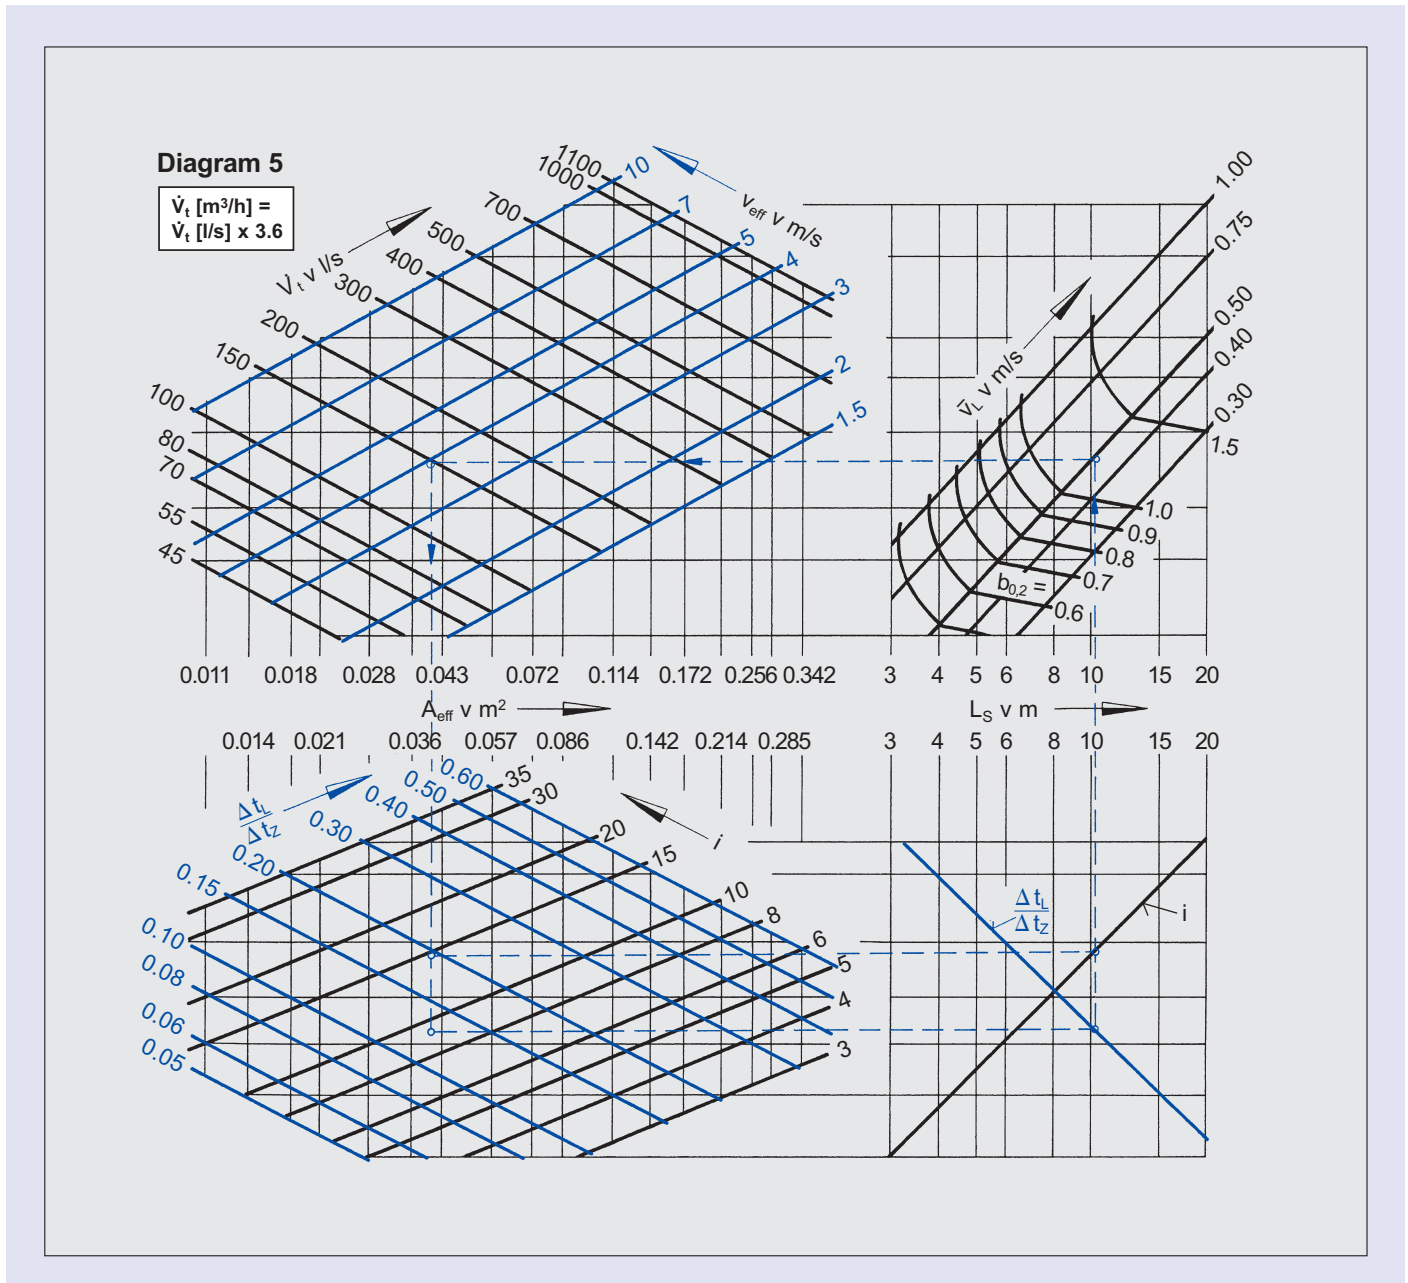 Diagram 5
V̇t [m³/h] =
V̇t [l/s] x 3.6
V̇t v l/s
veff v m/s
1100
1000
700
500
400
300
200
150
100
80
70
55
45
10
7
5
4
3
2
1.5
v̄L v m/s
1.00
0.75
0.50
0.40
0.30
1.5
1.0
0.9
0.8
0.7
0.6
b0,2 =
0.011 0.018 0.028 0.043 0.072 0.114 0.172 0.256 0.342
3 4 5 6 8 10 15 20
Aeff v m²
LS v m
0.014 0.021 0.036 0.057 0.086 0.142 0.214 0.285
3 4 5 6 8 10 15 20
Δ tL
Δ tZ
0.60
0.50
0.40
0.30
0.20
0.15
0.10
0.08
0.06
0.05
i
35
30
20
15
10
8
6
5
4
3
Δ tL
Δ tZ
i